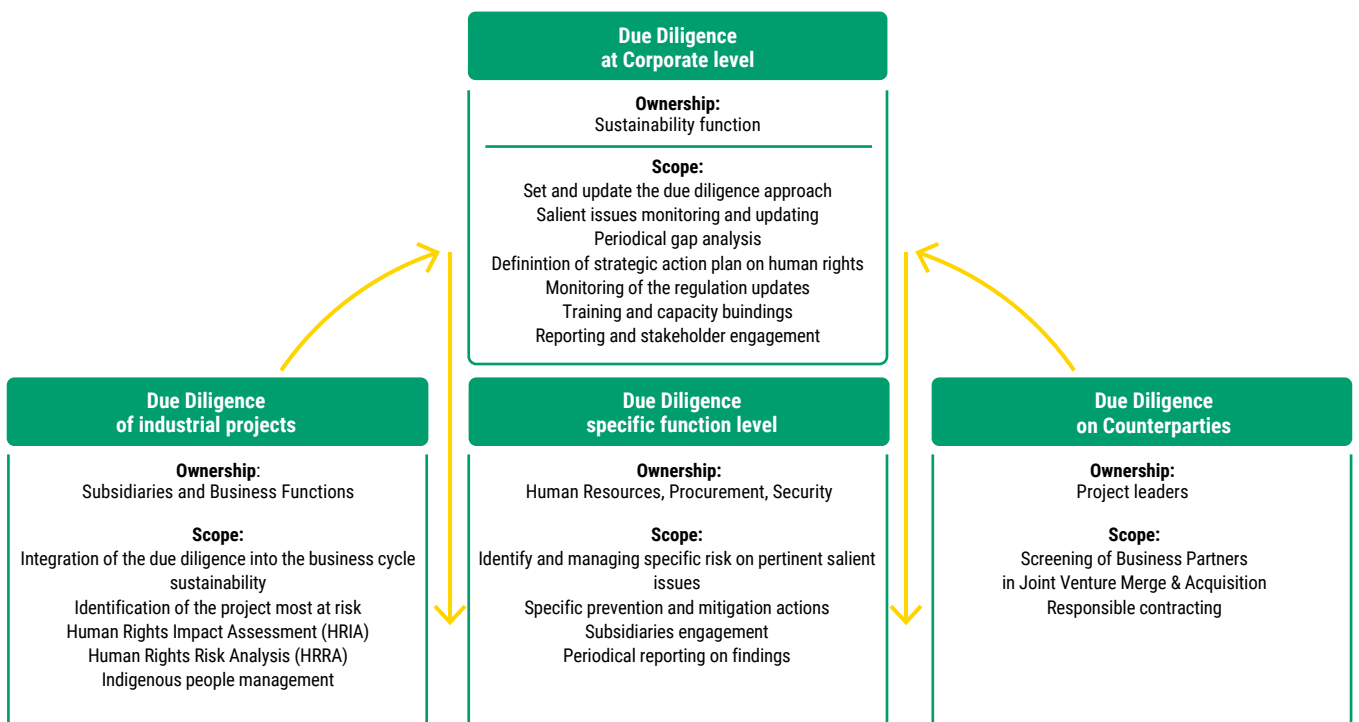 Due Diligence
at Corporate level
Ownership:
Sustainability function
Scope:
Set and update the due diligence approach
Salient issues monitoring and updating
Periodical gap analysis
Definintion of strategic action plan on human rights
Monitoring of the regulation updates
Training and capacity buindings
Reporting and stakeholder engagement
Due Diligence
of industrial projects
Ownership:
Subsidiaries and Business Functions
Scope:
Integration of the due diligence into the business cycle
sustainability
Identification of the project most at risk
Human Rights Impact Assessment (HRIA)
Human Rights Risk Analysis (HRRA)
Indigenous people management
Due Diligence
specific function level
Ownership:
Human Resources, Procurement, Security
Scope:
Identify and managing specific risk on pertinent salient
issues
Specific prevention and mitigation actions
Subsidiaries engagement
Periodical reporting on findings
Due Diligence
on Counterparties
Ownership:
Project leaders
Scope:
Screening of Business Partners
in Joint Venture Merge & Acquisition
Responsible contracting